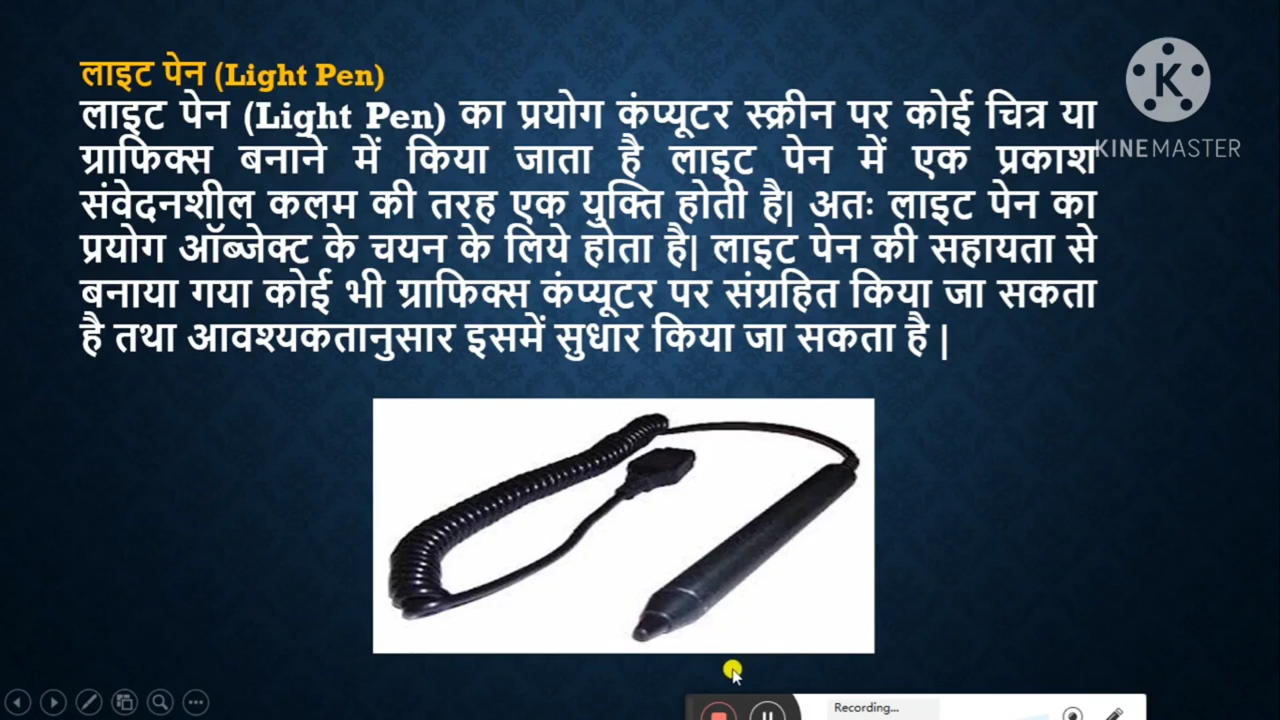 लाइट पेन (Light Pen)
लाइट पेन (Light Pen) का प्रयोग कंप्यूटर स्क्रीन पर कोई चित्र या
ग्राफिक्स बनाने में किया जाता है लाइट पेन में एक प्रकाश
संवेदनशील कलम की तरह एक युक्ति होती है| अतः लाइट पेन का
प्रयोग ऑब्जेक्ट के चयन के लिये होता है| लाइट पेन की सहायता से
बनाया गया कोई भी ग्राफिक्स कंप्यूटर पर संग्रहित किया जा सकता
है तथा आवश्यकतानुसार इसमें सुधार किया जा सकता है |
K
KINEMASTER
Recording...